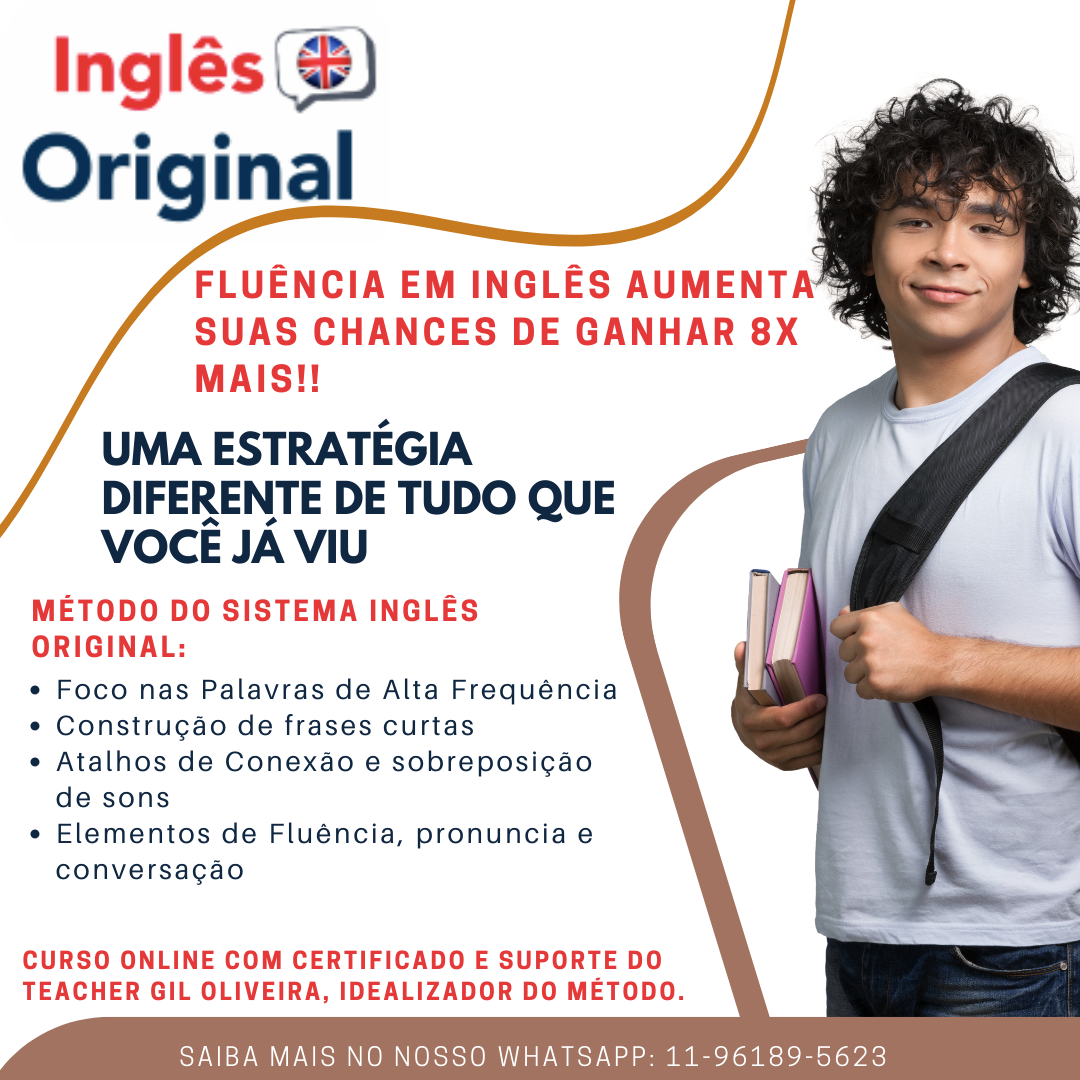 Inglês
Original
FLUÊNCIA EM INGLÊS AUMENTA
SUAS CHANCES DE GANHAR 8X
MAIS!!
UMA ESTRATÉGIA
DIFERENTE DE TUDO QUE
VOCÊ JÁ VIU
MÉTODO DO SISTEMA INGLÊS
ORIGINAL:
• Foco nas Palavras de Alta Frequência
• Construção de frases curtas
• Atalhos de Conexão e sobreposição
de sons
• Elementos de Fluência, pronuncia e
conversação
CURSO ONLINE COM CERTIFICADO E SUPORTE DO
TEACHER GIL OLIVEIRA, IDEALIZADOR DO MÉTODO.
SAIBA MAIS NO NOSSO WHATSAPP: 11-96189-5623